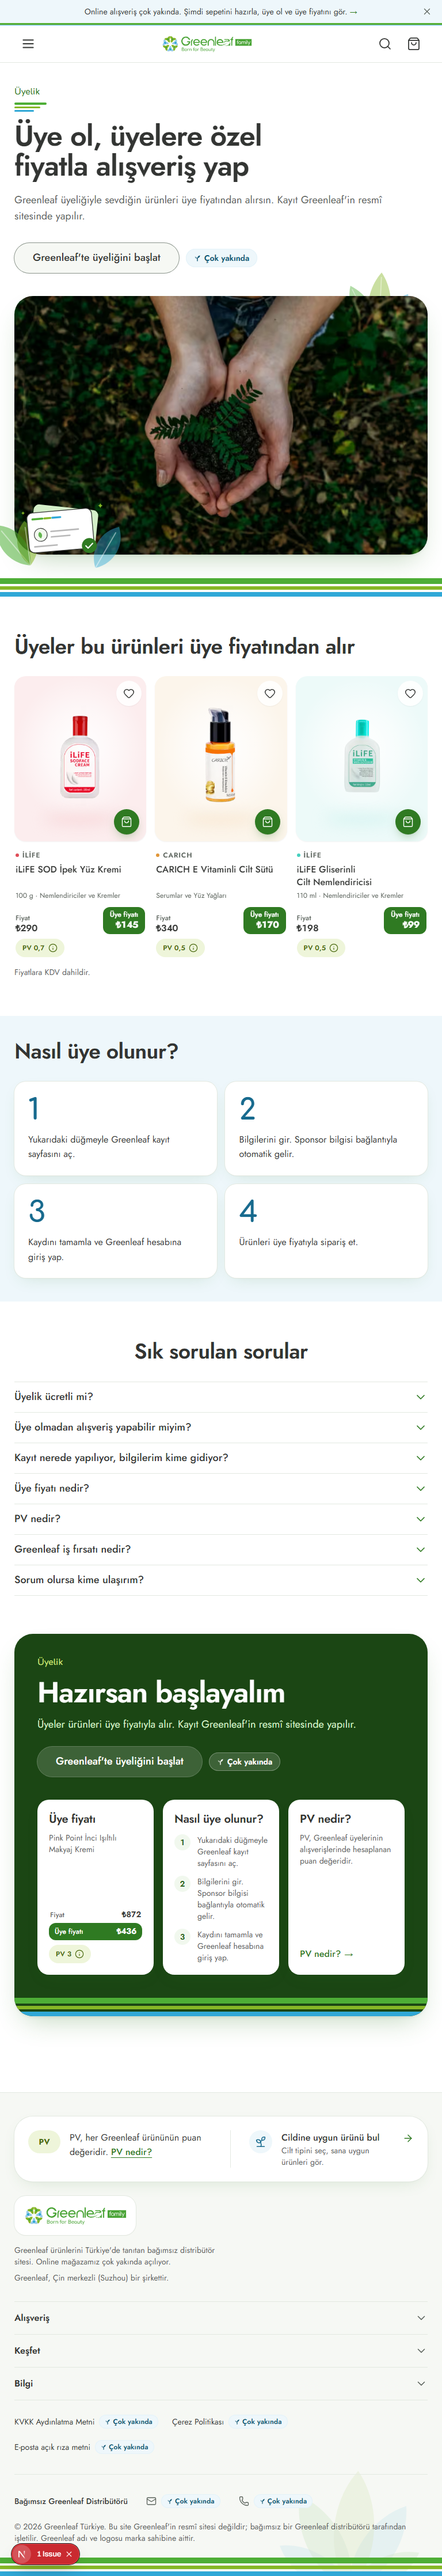 Online alışveriş çok yakında. Şimdi sepetini hazırla, üye ol ve üye fiyatını gör. →
Greenleaf family
Born for Beauty
Üyelik
Üye ol, üyelere özel
fiyatla alışveriş yap
Greenleaf üyeliğiyle sevdiğin ürünleri üye fiyatından alırsın. Kayıt Greenleaf'in resmî
sitesinde yapılır.
Greenleaf'te üyeliğini başlat
Çok yakında
Üyeler bu ürünleri üye fiyatından alır
iLiFE
CARICH
iLiFE
İLİFE
iLiFE SOD İpek Yüz Kremi
100 g · Nemlendiriciler ve Kremler
Fiyat
₺290
Üye fiyatı
₺145
PV 0,7
CARICH
CARICH E Vitaminli Cilt Sütü
Serumlar ve Yüz Yağları
Fiyat
₺340
Üye fiyatı
₺170
PV 0,5
İLİFE
iLiFE Gliserinli
Cilt Nemlendiricisi
110 ml · Nemlendiriciler ve Kremler
Fiyat
₺198
Üye fiyatı
₺99
PV 0,5
Fiyatlara KDV dahildir.
Nasıl üye olunur?
1
Yukarıdaki düğmeyle Greenleaf kayıt
sayfasını aç.
2
Bilgilerini gir. Sponsor bilgisi bağlantıyla
otomatik gelir.
3
Kaydını tamamla ve Greenleaf hesabına
giriş yap.
4
Ürünleri üye fiyatıyla sipariş et.
Sık sorulan sorular
Üyelik ücretli mi?
Üye olmadan alışveriş yapabilir miyim?
Kayıt nerede yapılıyor, bilgilerim kime gidiyor?
Üye fiyatı nedir?
PV nedir?
Greenleaf iş fırsatı nedir?
Sorum olursa kime ulaşırım?
Üyelik
Hazırsan başlayalım
Üyeler ürünleri üye fiyatıyla alır. Kayıt Greenleaf'in resmî sitesinde yapılır.
Greenleaf'te üyeliğini başlat
Çok yakında
Üye fiyatı
Pink Point İnci Işıltılı
Makyaj Kremi
Fiyat
₺872
Üye fiyatı
₺436
PV 3
Nasıl üye olunur?
1
Yukarıdaki düğmeyle
Greenleaf kayıt
sayfasını aç.
2
Bilgilerini gir.
Sponsor bilgisi
bağlantıyla otomatik
gelir.
3
Kaydını tamamla ve
Greenleaf hesabına
giriş yap.
PV nedir?
PV, Greenleaf üyelerinin
alışverişlerinde hesaplanan
puan değeridir.
PV nedir? →
PV
PV, her Greenleaf ürününün puan
değeridir. PV nedir?
Cildine uygun ürünü bul
Cilt tipini seç, sana uygun
ürünleri gör.
Greenleaf family
Born for Beauty
Greenleaf ürünlerini Türkiye'de tanıtan bağımsız distribütör
sitesi. Online mağazamız çok yakında açılıyor.
Greenleaf, Çin merkezli (Suzhou) bir şirkettir.
Alışveriş
Keşfet
Bilgi
KVKK Aydınlatma Metni
Çok yakında
Çerez Politikası
Çok yakında
E-posta açık rıza metni
Çok yakında
Bağımsız Greenleaf Distribütörü
Çok yakında
Çok yakında
© 2026 Greenleaf Türkiye. Bu site Greenleaf'in resmî sitesi değildir; bağımsız bir Greenleaf distribütörü tarafından
işletilir. Greenleaf adı ve logosu marka sahibine aittir.
N
1 Issue